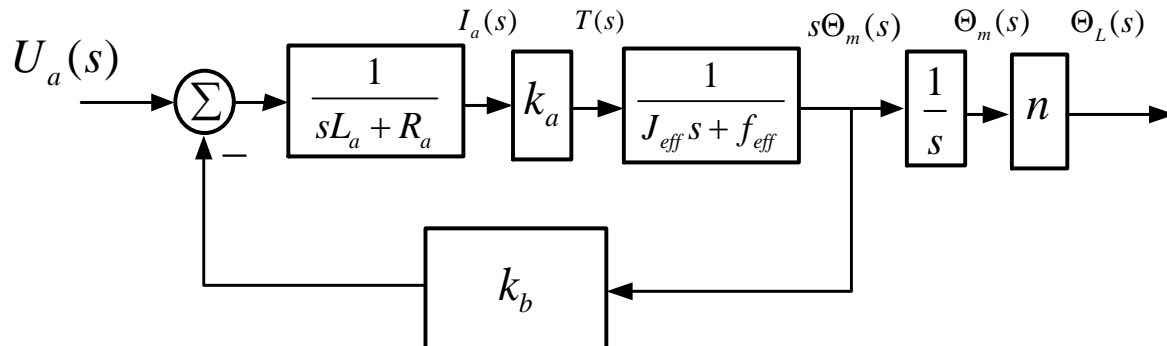 I_a(s) T(s) sΘ_m(s) Θ_m(s) Θ_L(s)
U_a(s) Σ − 1/(sL_a + R_a) k_a 1/(J_eff s + f_eff) 1/s n
k_b